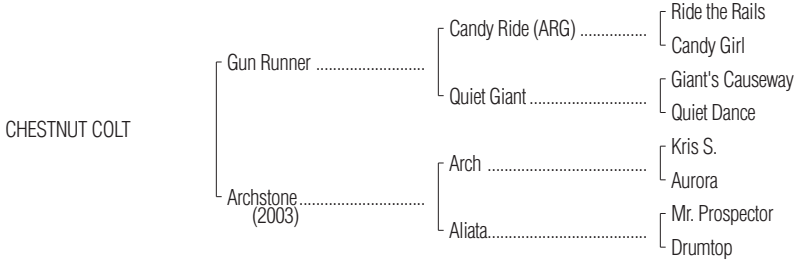 Ride the Rails
Candy Ride (ARG) ................
Candy Girl
Gun Runner ..........................
Giant's Causeway
Quiet Giant ............................
Quiet Dance
CHESTNUT COLT
Kris S.
Arch ......................................
Aurora
Archstone..............................
(2003)
Mr. Prospector
Aliata......................................
Drumtop